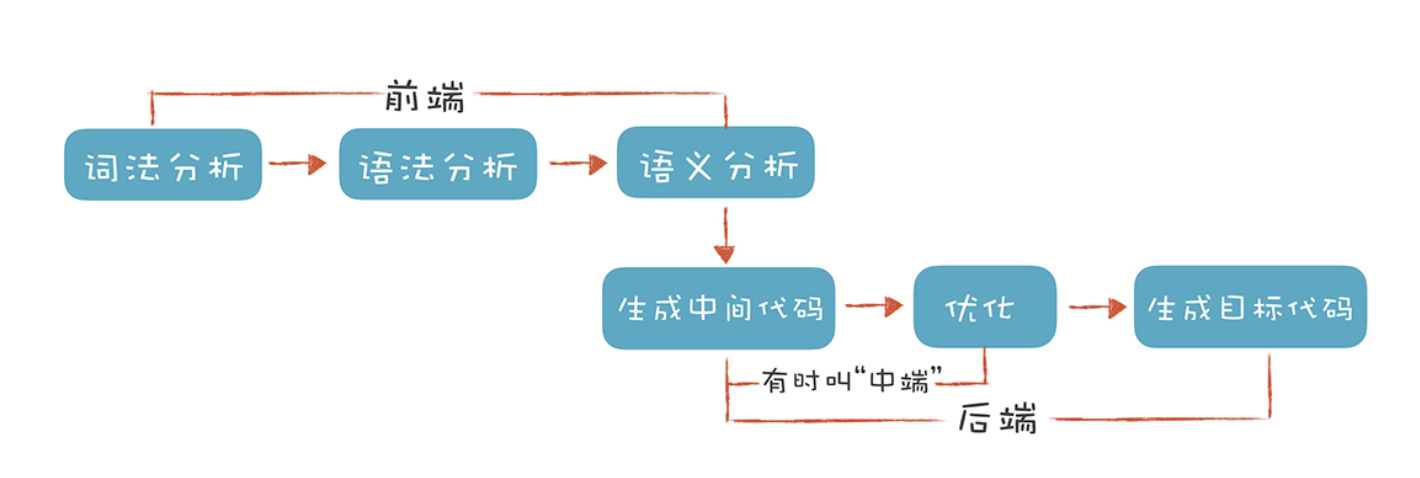 前端
词法分析
语法分析
语义分析
生成中间代码
优化
生成目标代码
有时叫“中端”
后端